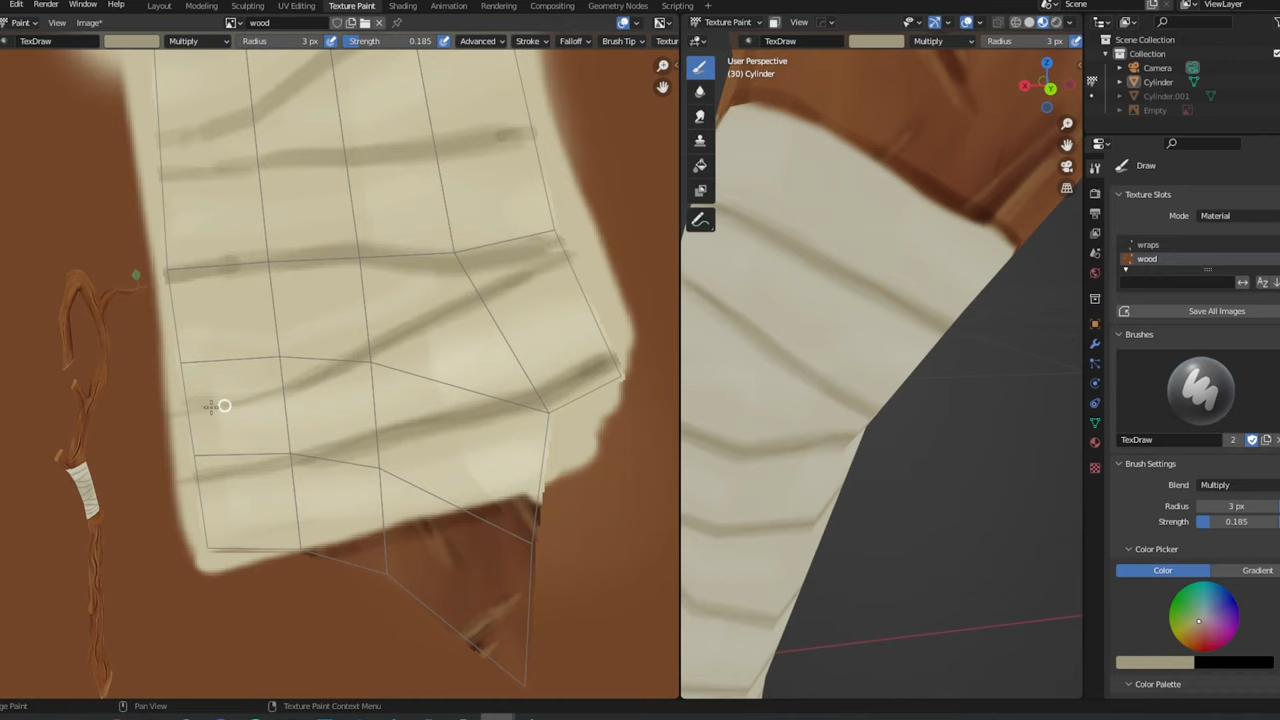 Edit Render Window Help Layout Modeling Sculpting UV Editing Texture Paint Shading Animation Rendering Compositing Geometry Nodes Scripting Scene
Paint View Image* wood Texture Paint View
TexDraw Multiply Radius 3 px Strength 0.185 Advanced Stroke Falloff Brush Tip TexDraw Multiply Radius 3 px
Scene Collection
Collection
Camera
Cylinder
Cylinder.001
Empty
User Perspective
(30) Cylinder
Draw
Texture Slots
Mode Material
wraps
wood
Save All Images
Brushes
TexDraw 2
Brush Settings
Blend Multiply
Radius 3 px
Strength 0.185
Color Picker
Color Gradient
Color Palette
Pan View Texture Paint Context Menu